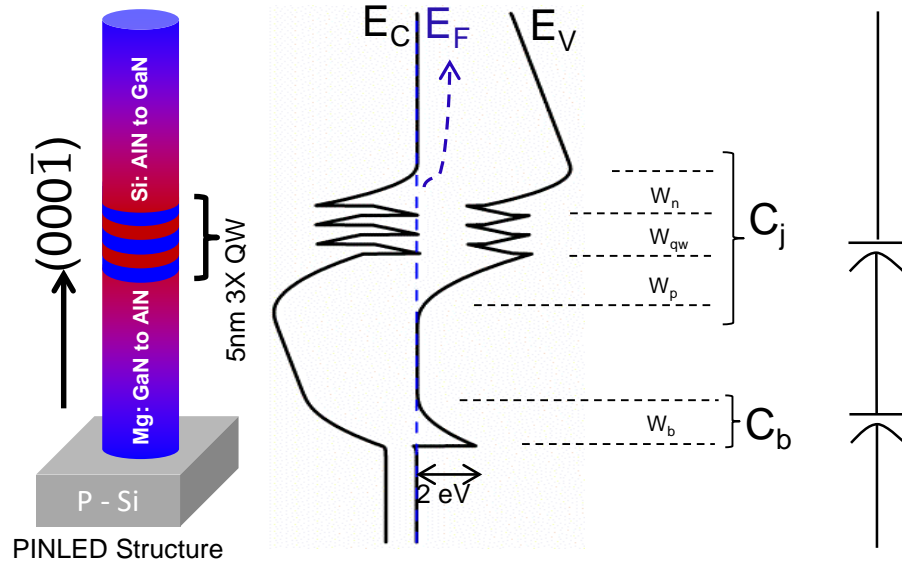 (0001̄)
Si: AlN to GaN
Mg: GaN to AlN
5nm 3X QW
P - Si
PINLED Structure
E_C
E_F
E_V
W_n
W_qw
W_p
C_j
W_b
C_b
2 eV